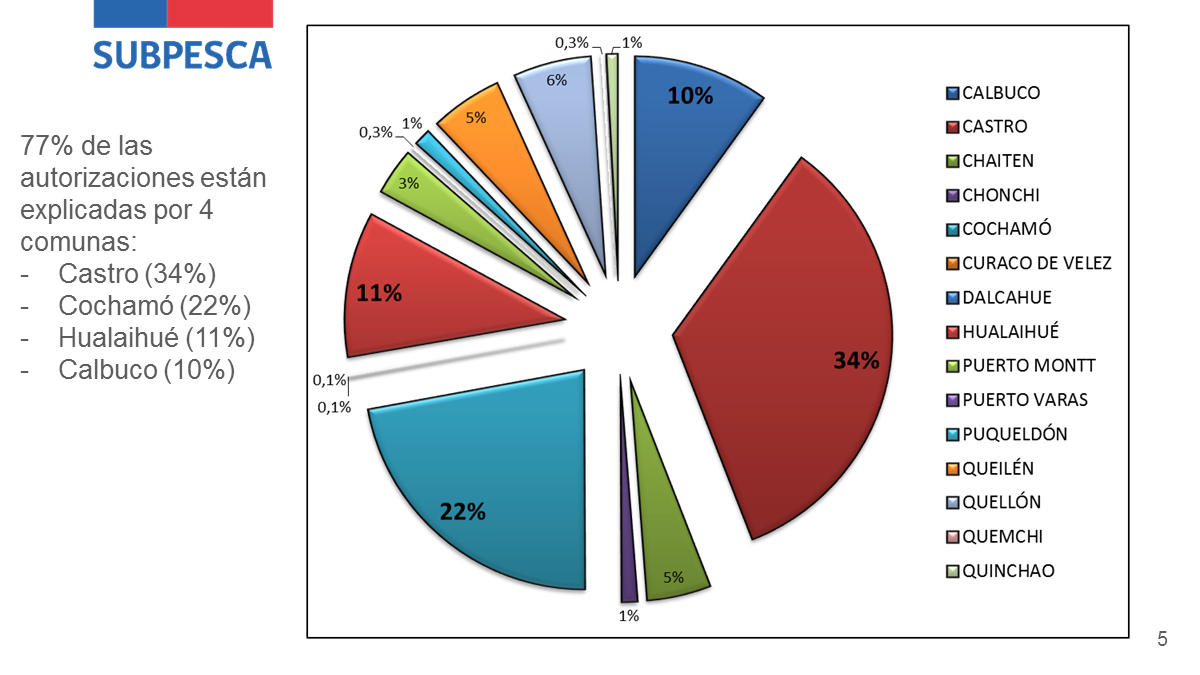 SUBPESCA
77% de las
autorizaciones están
explicadas por 4
comunas:
- Castro (34%)
- Cochamó (22%)
- Hualaihué (11%)
- Calbuco (10%)
10%
34%
5%
1%
22%
0,1%
0,1%
11%
3%
0,3%
1%
5%
6%
0,3%
1%
CALBUCO
CASTRO
CHAITEN
CHONCHI
COCHAMÓ
CURACO DE VELEZ
DALCAHUE
HUALAIHUÉ
PUERTO MONTT
PUERTO VARAS
PUQUELDÓN
QUEILÉN
QUELLÓN
QUEMCHI
QUINCHAO
5